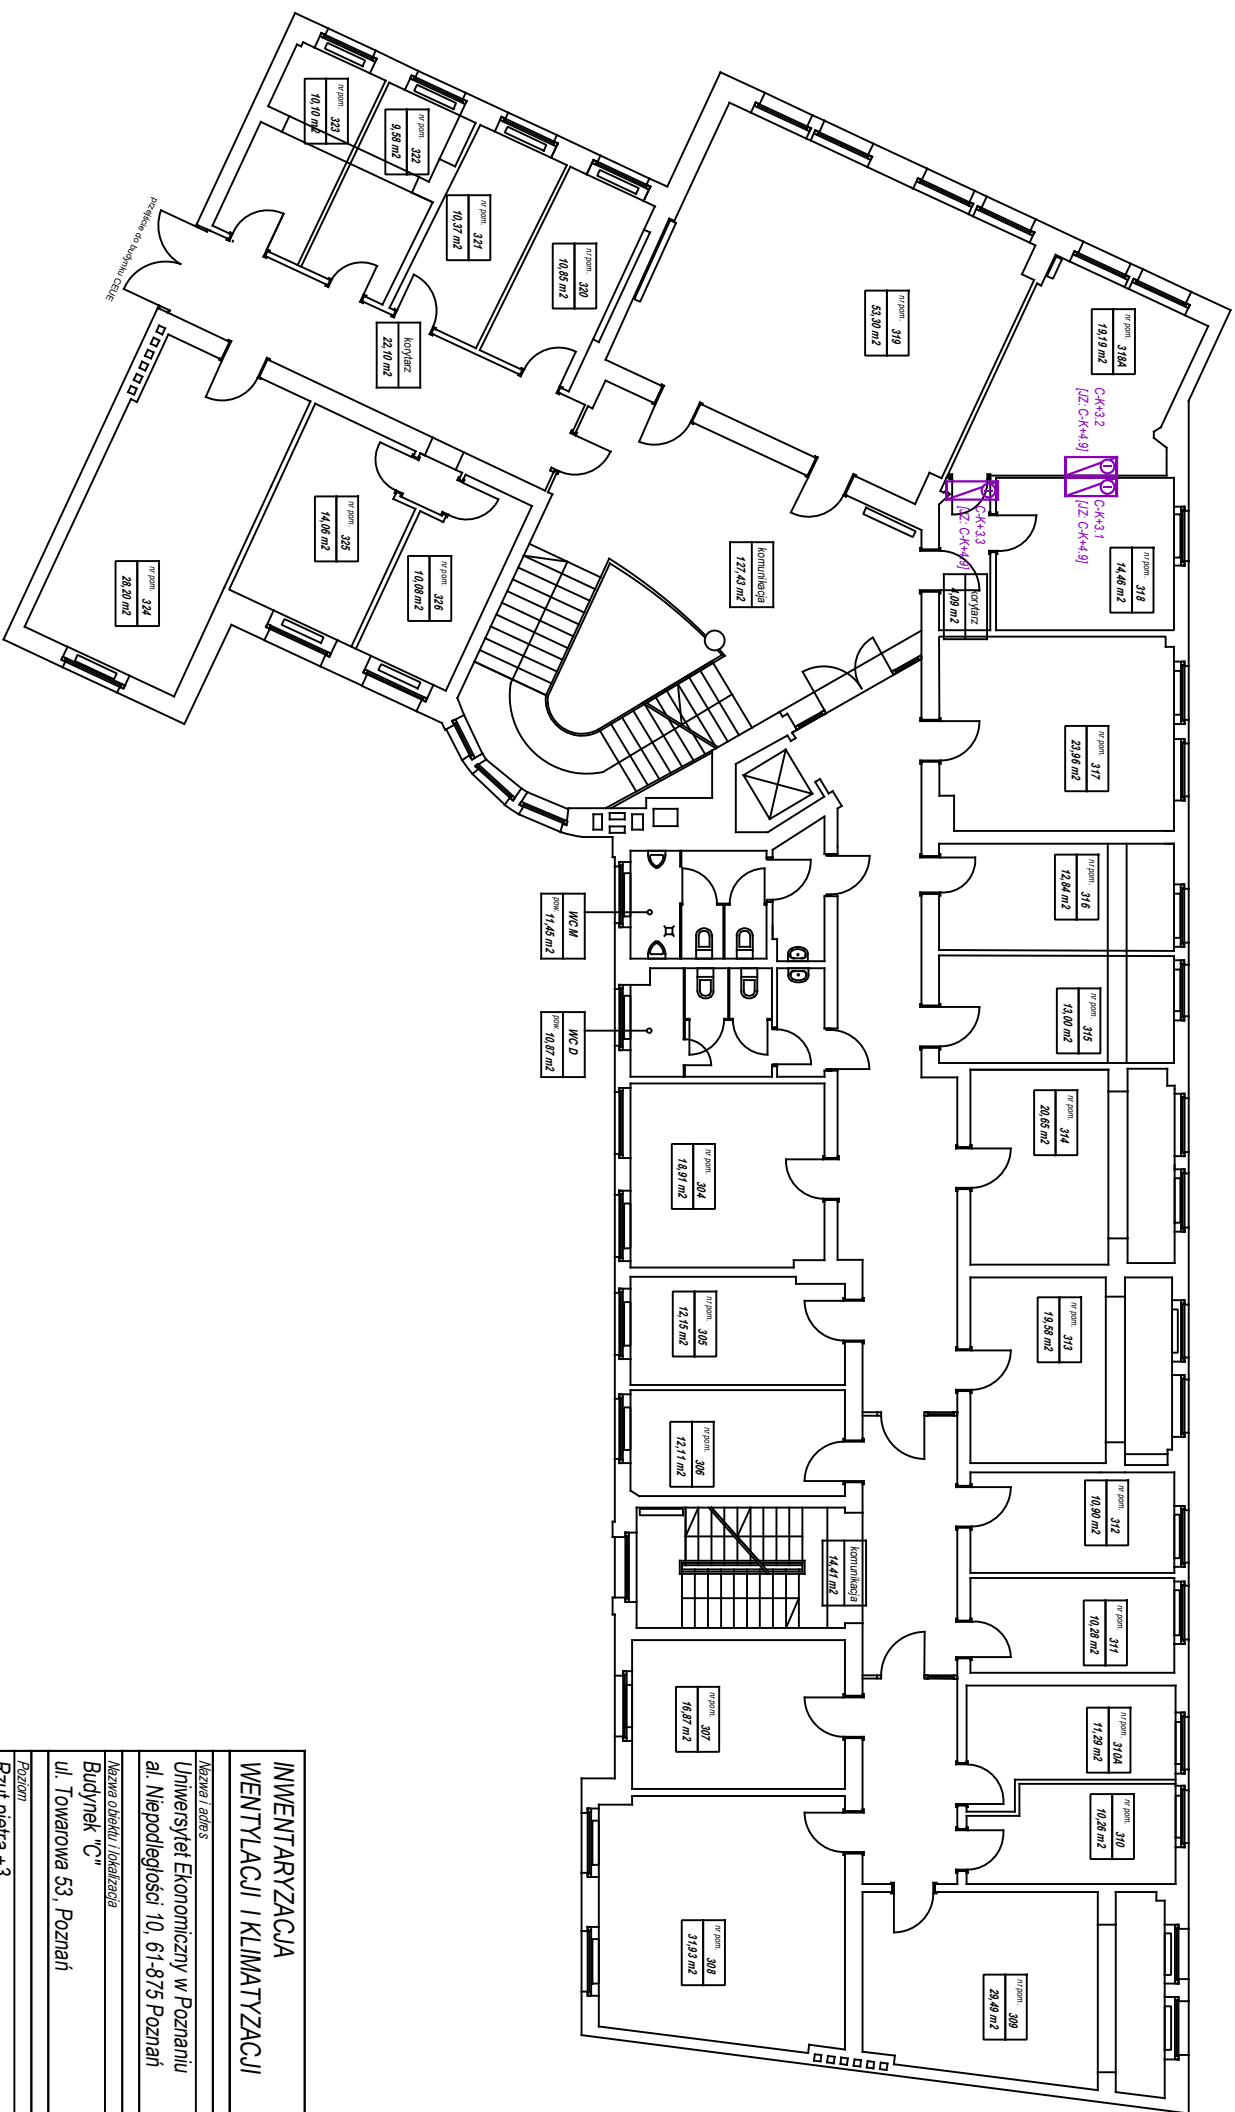 nr pom. 323
10,10 m2
nr pom. 322
9,58 m2
nr pom. 321
10,37 m2
nr pom. 320
10,85 m2
nr pom. 319
53,30 m2
nr pom. 318A
19,19 m2
C-K+3.2
[JZ: C-K+4.9]
C-K+3.1
[JZ: C-K+4.9]
C-K+3.3
[JZ: C-K+4.9]
nr pom. 318
14,46 m2
korytarz
4,09 m2
komunikacja
127,43 m2
korytarz
22,10 m2
przejście do budynku CEUE
nr pom. 324
28,20 m2
nr pom. 325
14,06 m2
nr pom. 326
10,08 m2
nr pom. 317
23,96 m2
nr pom. 316
12,84 m2
nr pom. 315
13,00 m2
nr pom. 314
20,65 m2
nr pom. 313
19,58 m2
nr pom. 312
10,90 m2
nr pom. 311
10,28 m2
nr pom. 310A
11,29 m2
nr pom. 310
10,26 m2
nr pom. 309
29,49 m2
WC M
pow. 11,45 m2
WC D
pow. 10,87 m2
nr pom. 304
18,91 m2
nr pom. 305
12,15 m2
nr pom. 306
12,11 m2
komunikacja
14,41 m2
nr pom. 307
16,87 m2
nr pom. 308
31,93 m2
INWENTARYZACJA
WENTYLACJI I KLIMATYZACJI
Nazwa i adres
Uniwersytet Ekonomiczny w Poznaniu
al. Niepodległości 10, 61-875 Poznań
Nazwa obiektu i lokalizacja
Budynek "C"
ul. Towarowa 53, Poznań
Poziom
Rzut piętra +3